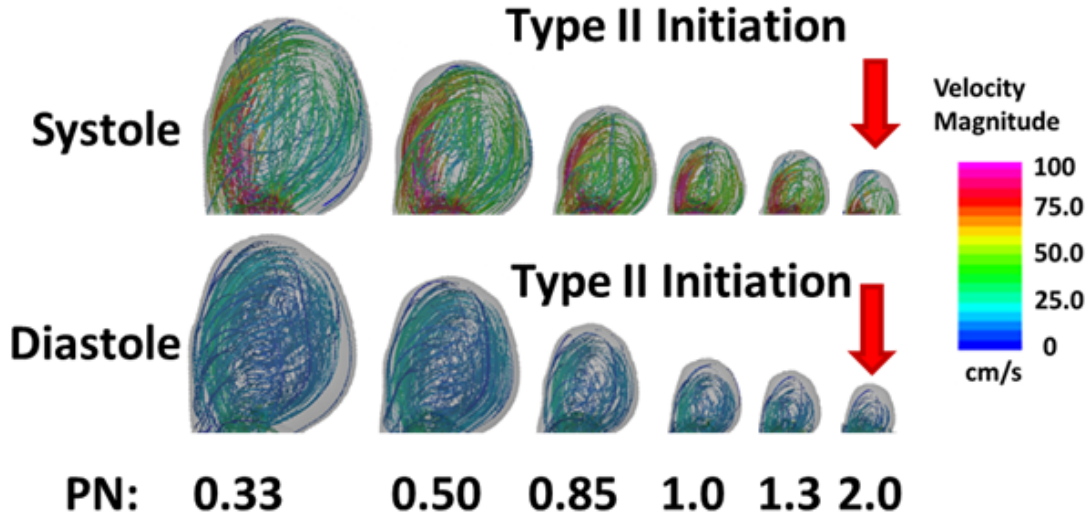 Type II Initiation
Systole
Velocity
Magnitude
100
75.0
50.0
25.0
0
cm/s
Type II Initiation
Diastole
PN: 0.33 0.50 0.85 1.0 1.3 2.0